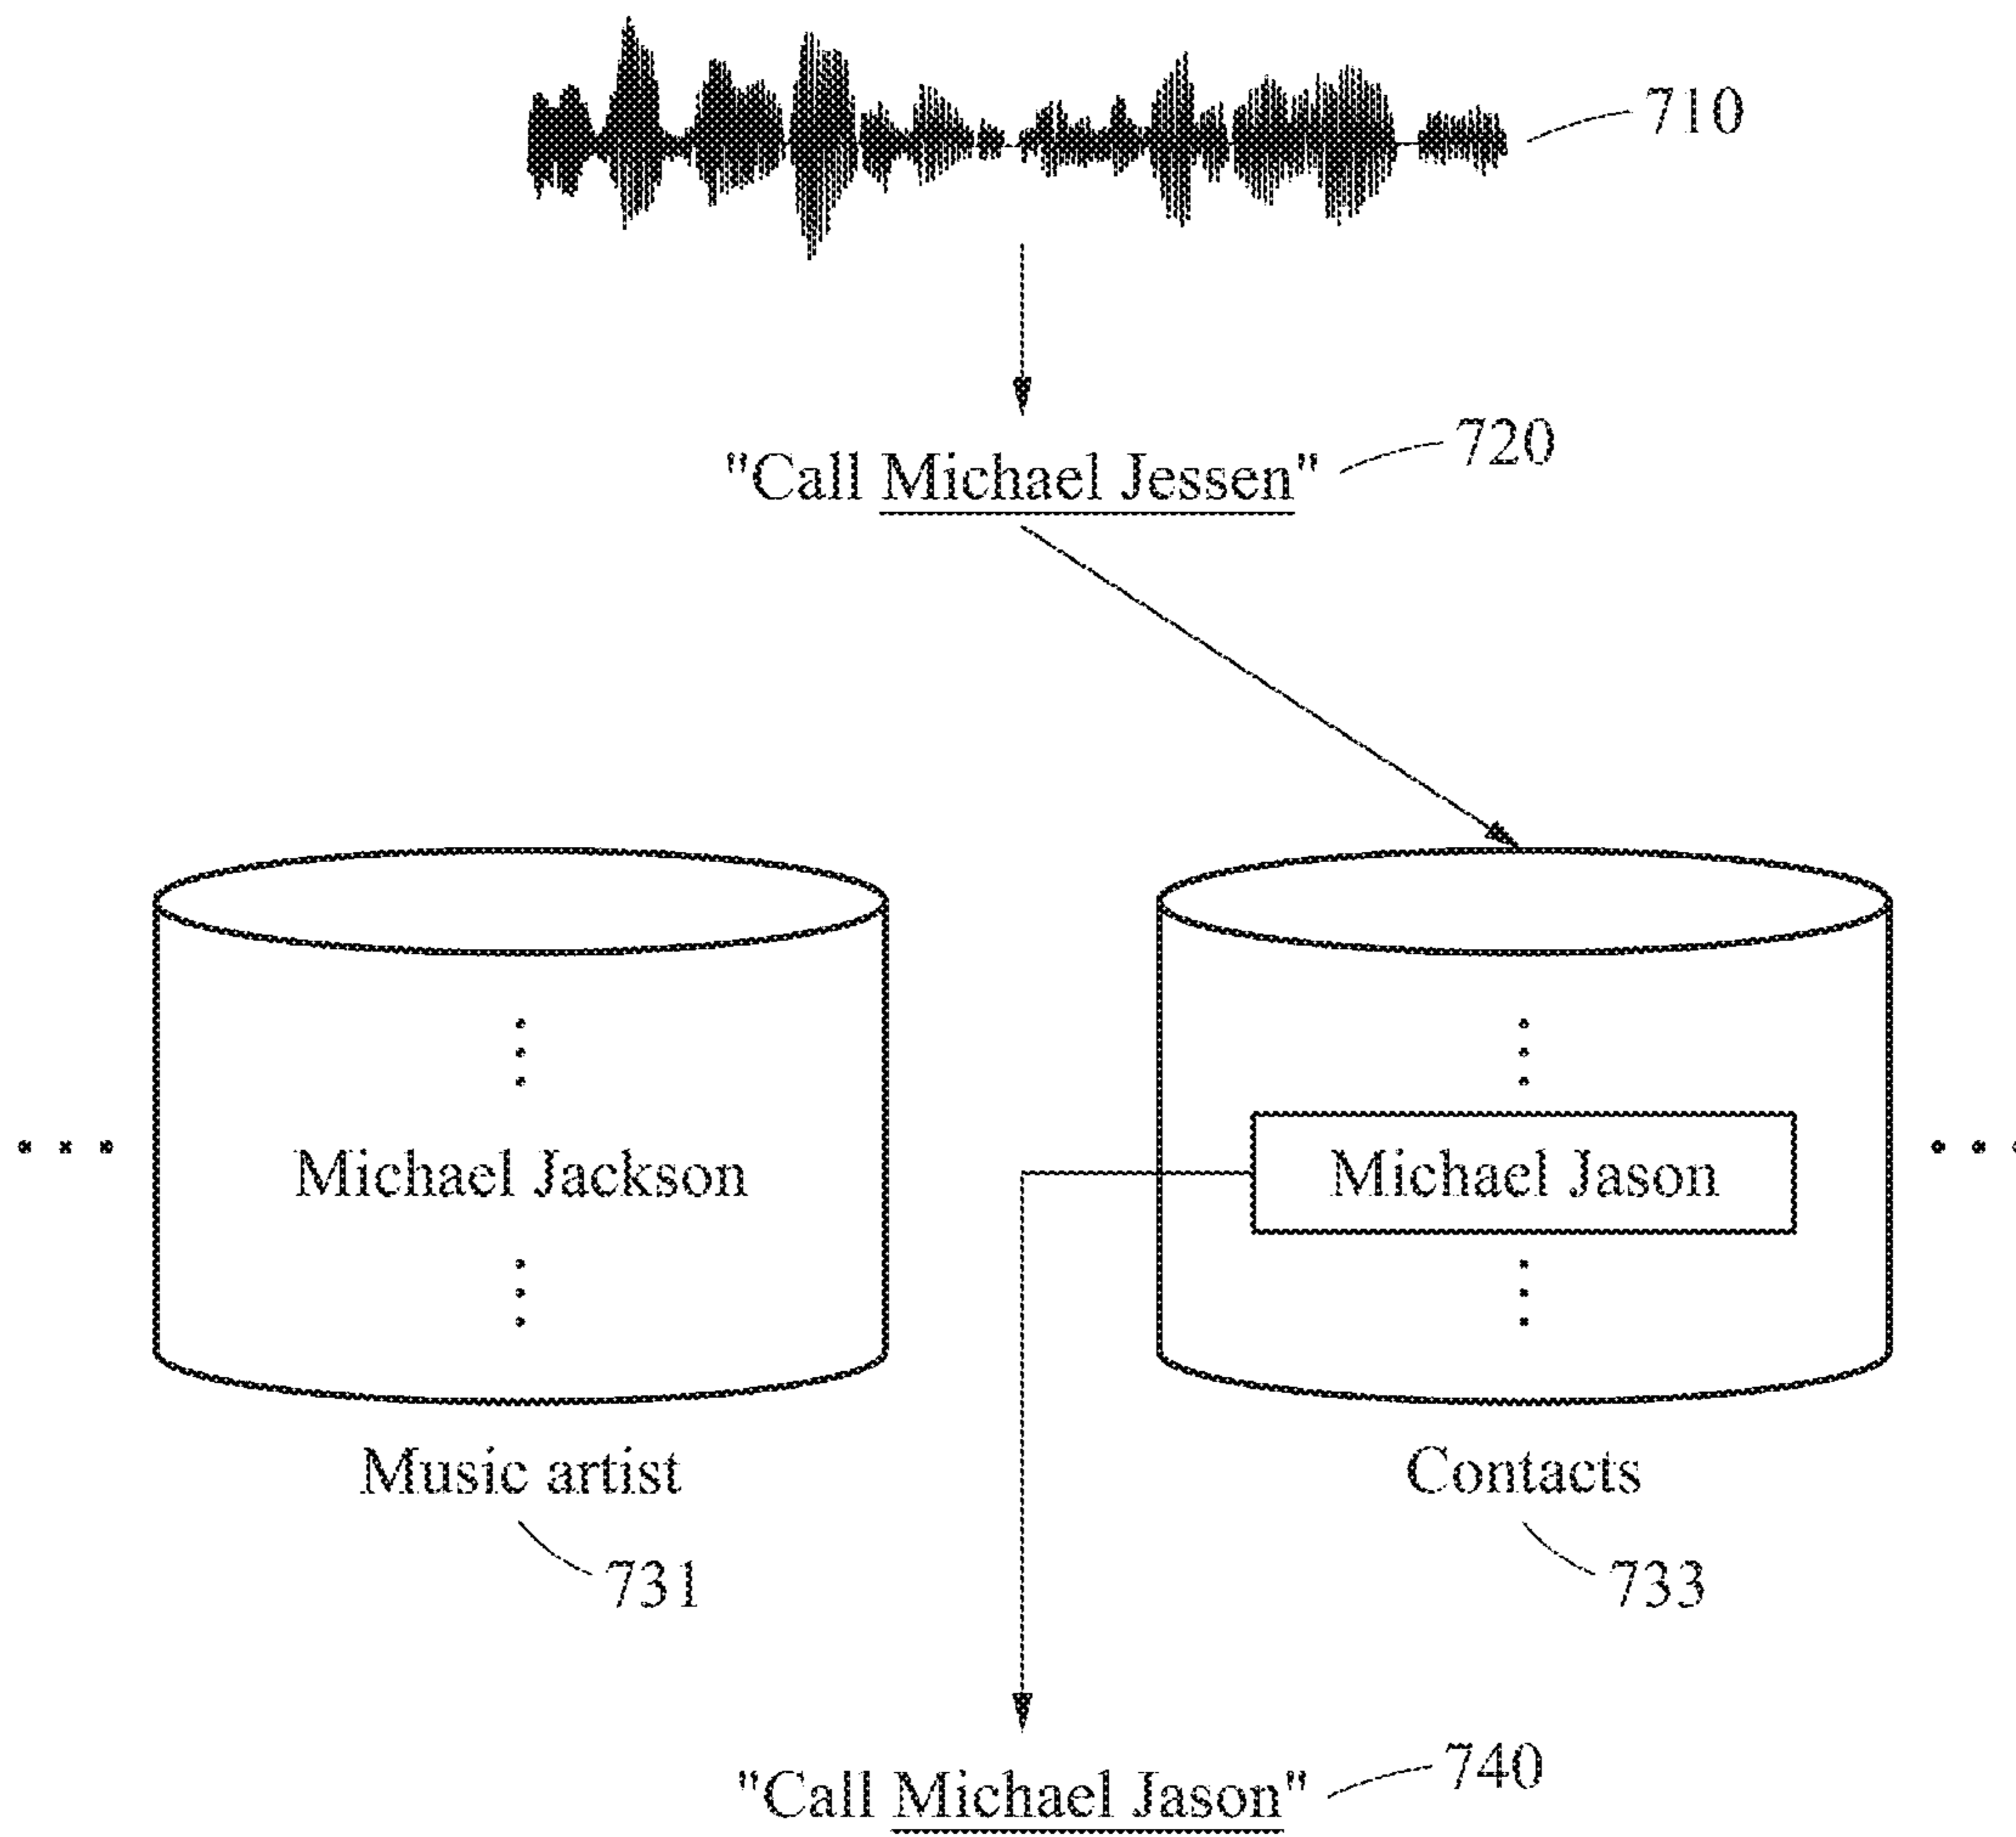 710
"Call Michael Jessen" 720
Michael Jackson
Michael Jason
Music artist
Contacts
731
733
"Call Michael Jason" 740